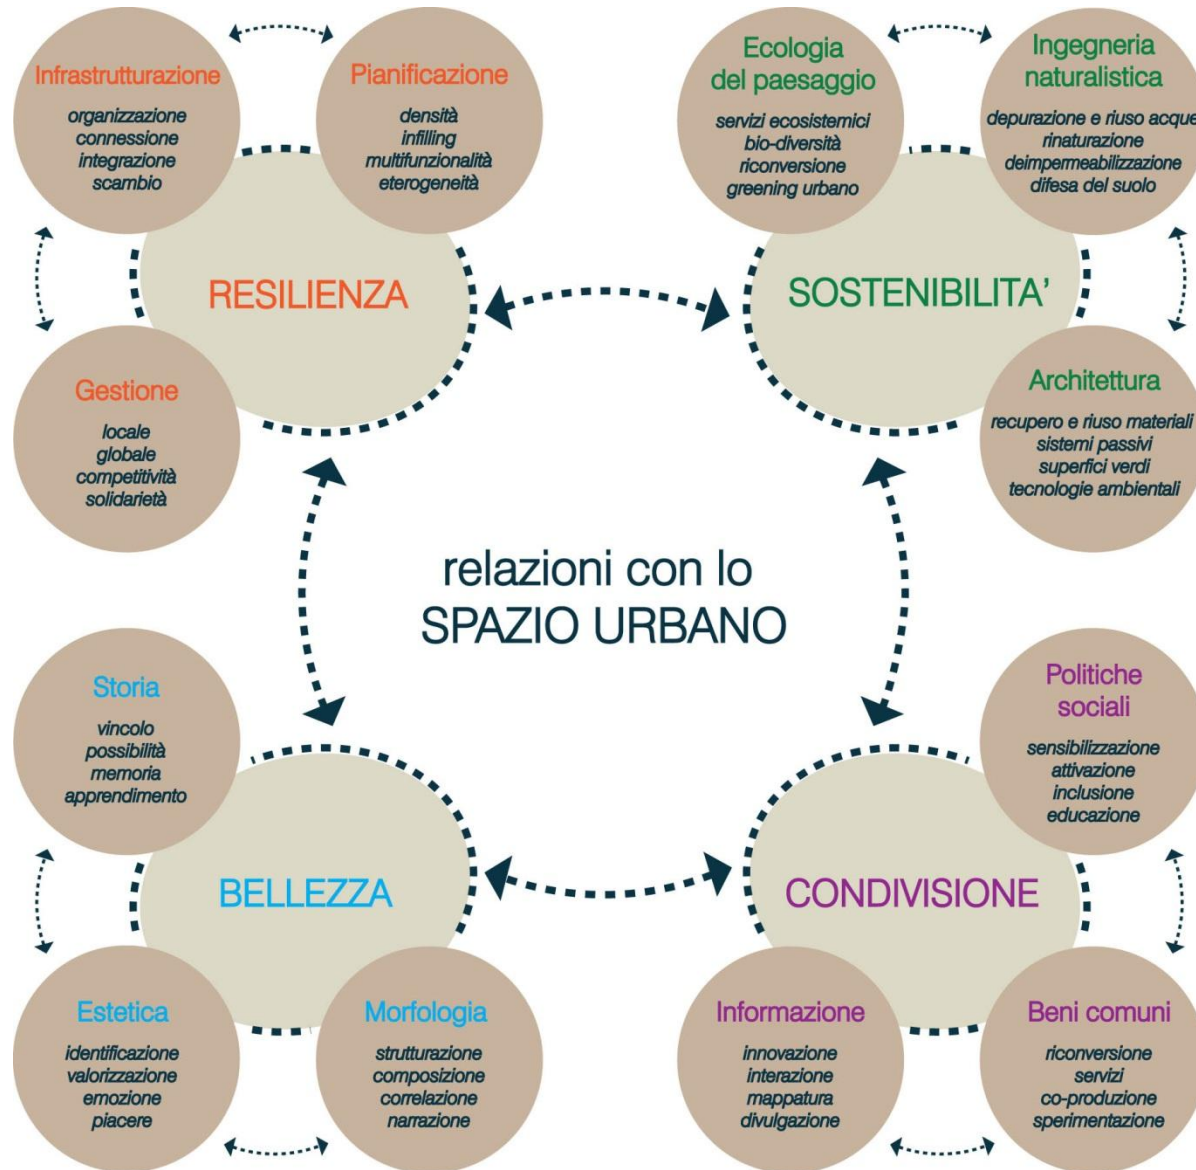 Infrastrutturazione
organizzazione
connessione
integrazione
scambio
Pianificazione
densità
infilling
multifunzionalità
eterogeneità
RESILIENZA
Gestione
locale
globale
competitività
solidarietà
Ecologia
del paesaggio
servizi ecosistemici
bio-diversità
riconversione
greening urbano
Ingegneria
naturalistica
depurazione e riuso acque
rinaturazione
deimpermeabilizzazione
difesa del suolo
SOSTENIBILITA'
Architettura
recupero e riuso materiali
sistemi passivi
superfici verdi
tecnologie ambientali
relazioni con lo
SPAZIO URBANO
Storia
vincolo
possibilità
memoria
apprendimento
BELLEZZA
Estetica
identificazione
valorizzazione
emozione
piacere
Morfologia
strutturazione
composizione
correlazione
narrazione
Politiche
sociali
sensibilizzazione
attivazione
inclusione
educazione
CONDIVISIONE
Informazione
innovazione
interazione
mappatura
divulgazione
Beni comuni
riconversione
servizi
co-produzione
sperimentazione